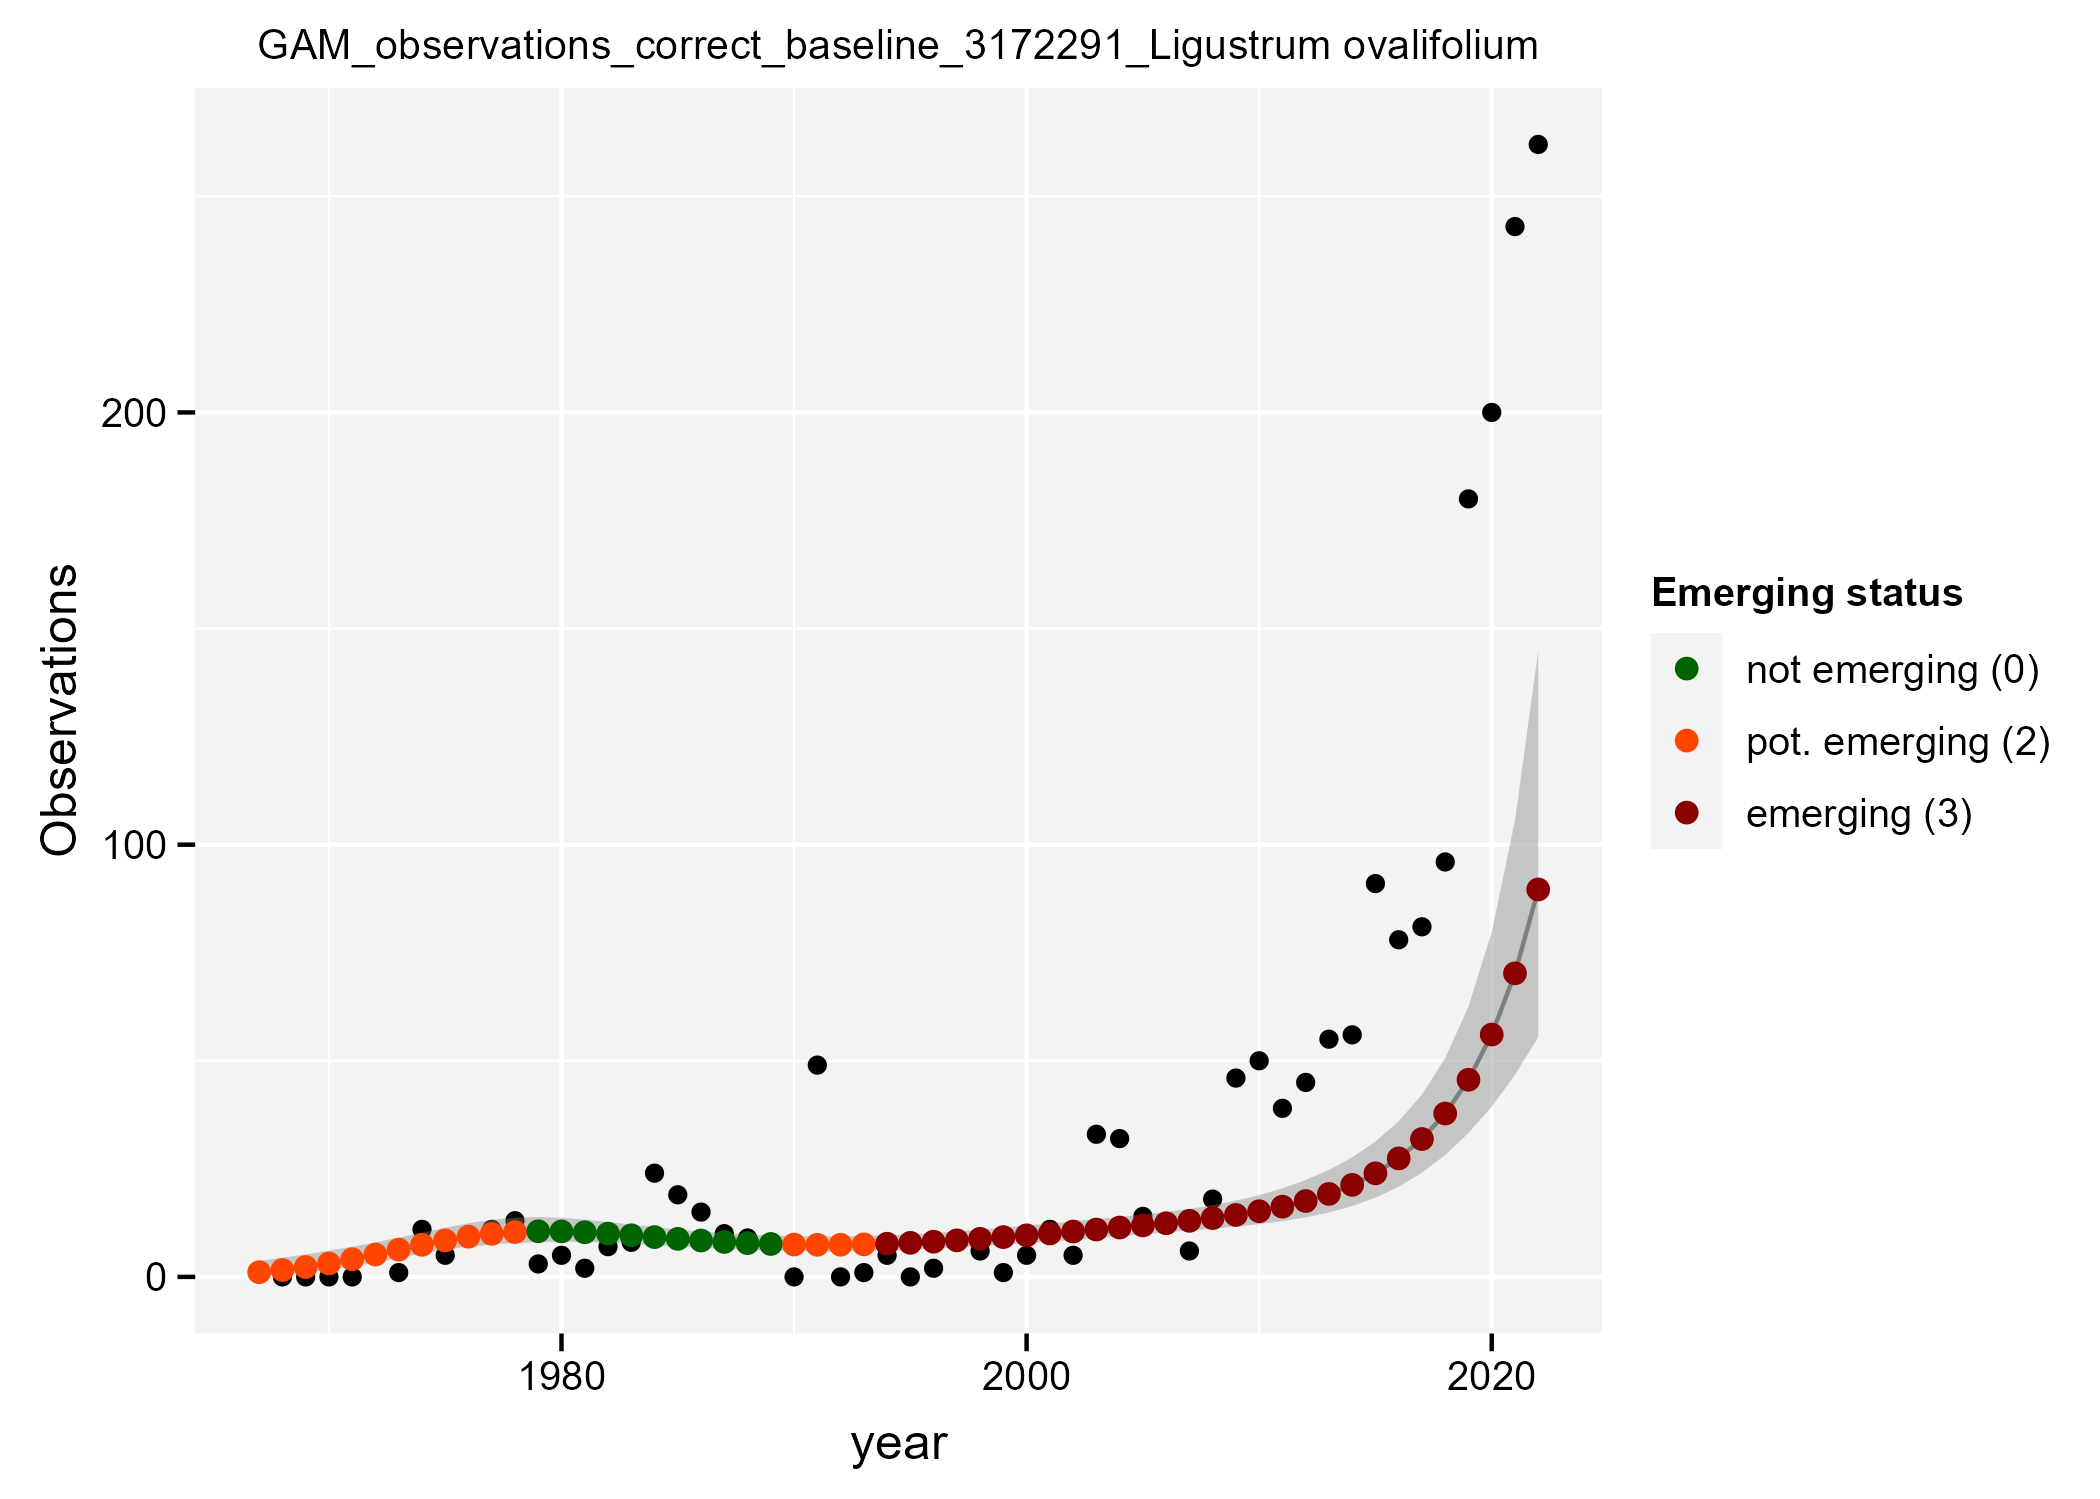 GAM_observations_correct_baseline_3172291_Ligustrum ovalifolium
Observations
200
100
0
1980
2000
2020
year
Emerging status
not emerging (0)
pot. emerging (2)
emerging (3)